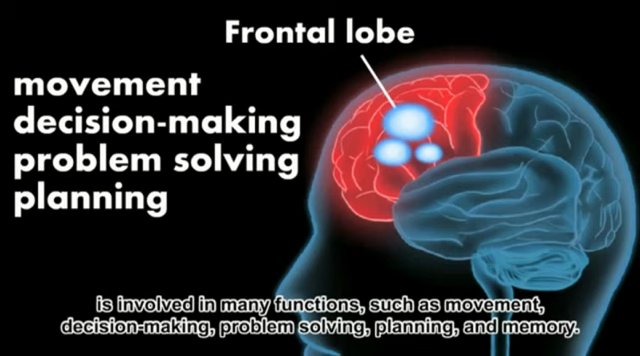 Frontal lobe
movement
decision-making
problem solving
planning
is involved in many functions, such as movement,
decision-making, problem solving, planning, and memory.